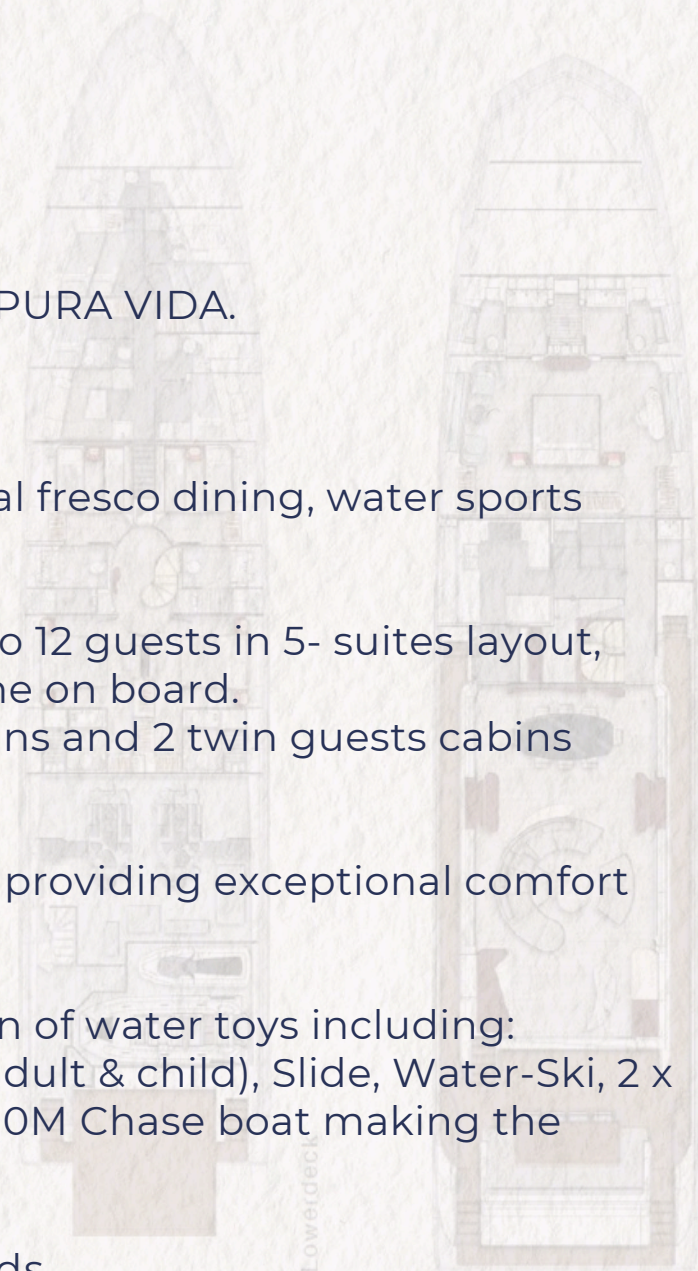 PURA VIDA.
al fresco dining, water sports
o 12 guests in 5- suites layout,
ne on board.
ns and 2 twin guests cabins
providing exceptional comfort
n of water toys including:
dult & child), Slide, Water-Ski, 2 x
0M Chase boat making the
Lowerdeck
ds